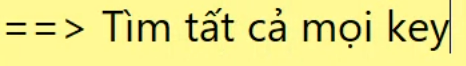 ==> Tìm tất cả mọi key